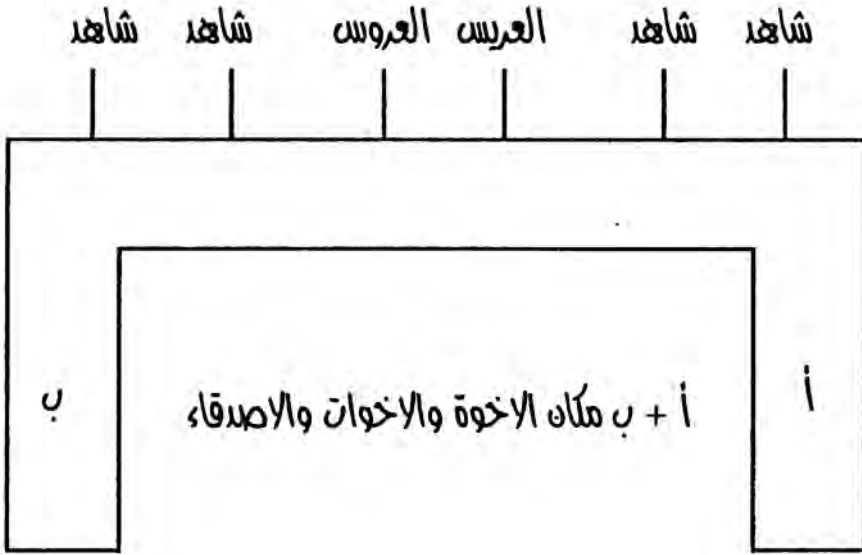 شاهد شاهد العريس العروس شاهد شاهد
أ
أ + ب مكان الاخوة والاخوات والاصدقاء
ب